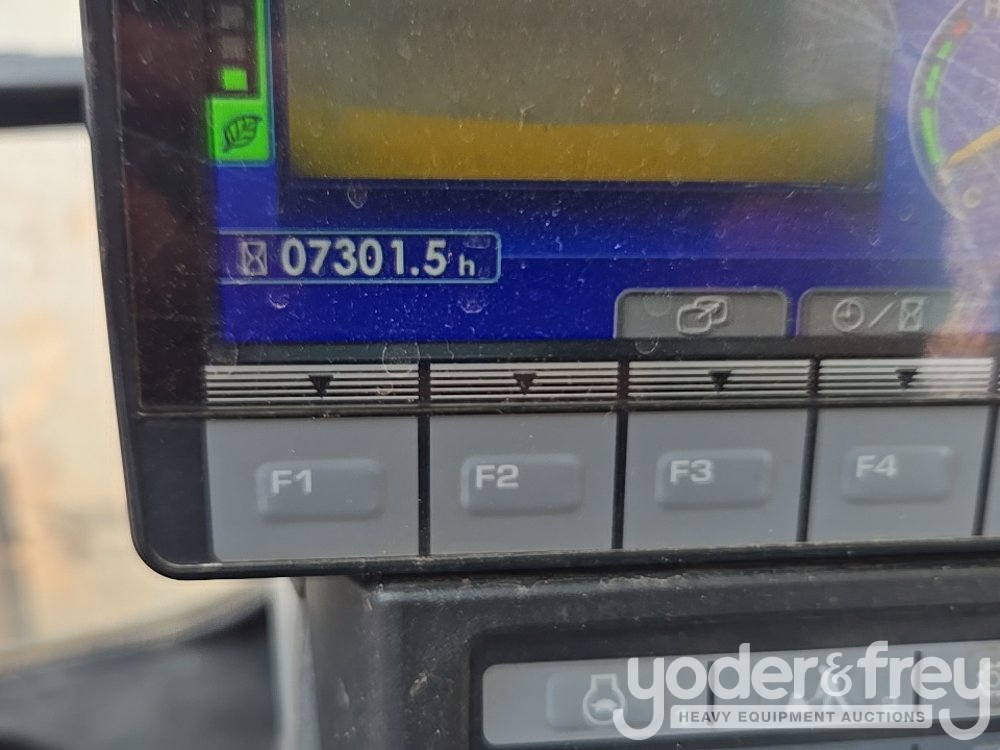 H
07301.5 h
C
F1 F2 F3 F4
yoder&frey
HEAVY EQUIPMENT AUCTIONS